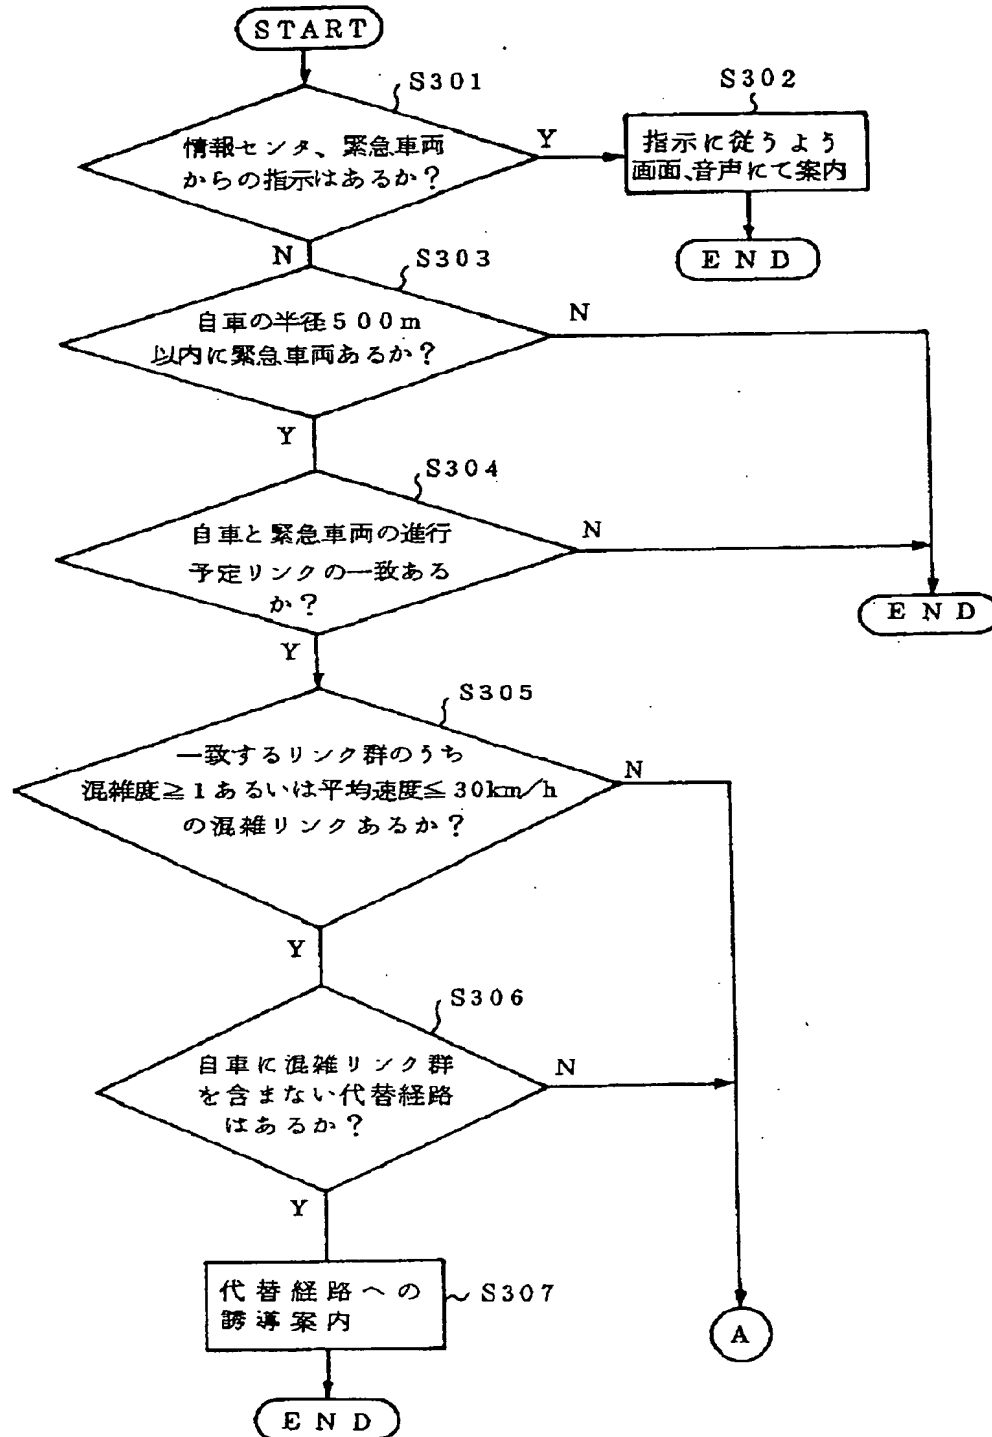 START
S301
情報センタ、緊急車両
からの指示はあるか？
Y
S302
指示に従うよう
画面、音声にて案内
END
N
S303
自車の半径500m
以内に緊急車両あるか？
N
Y
S304
自車と緊急車両の進行
予定リンクの一致ある
か？
N
END
Y
S305
一致するリンク群のうち
混雑度≧1あるいは平均速度≦30km/h
の混雑リンクあるか？
N
Y
S306
自車に混雑リンク群
を含まない代替経路
はあるか？
N
Y
代替経路への
誘導案内
S307
A
END